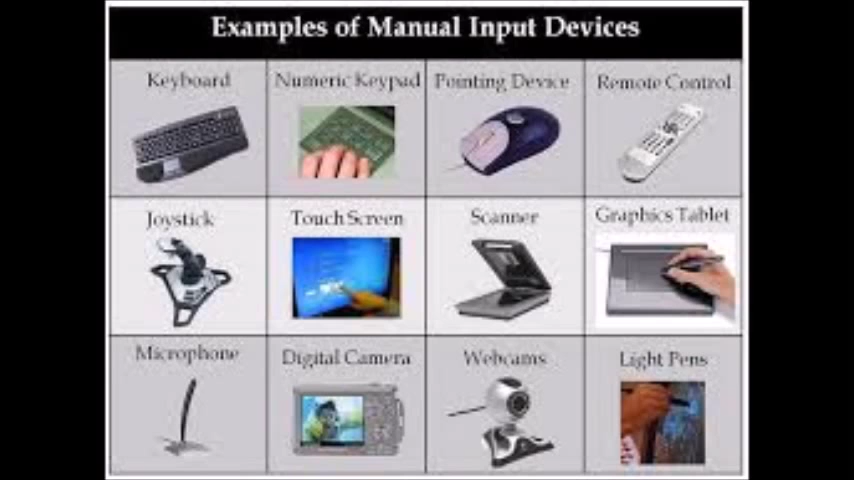 Examples of Manual Input Devices
Keyboard
Numeric Keypad
Pointing Device
Remote Control
Joystick
Touch Screen
Scanner
Graphics Tablet
Microphone
Digital Camera
Webcams
Light Pens